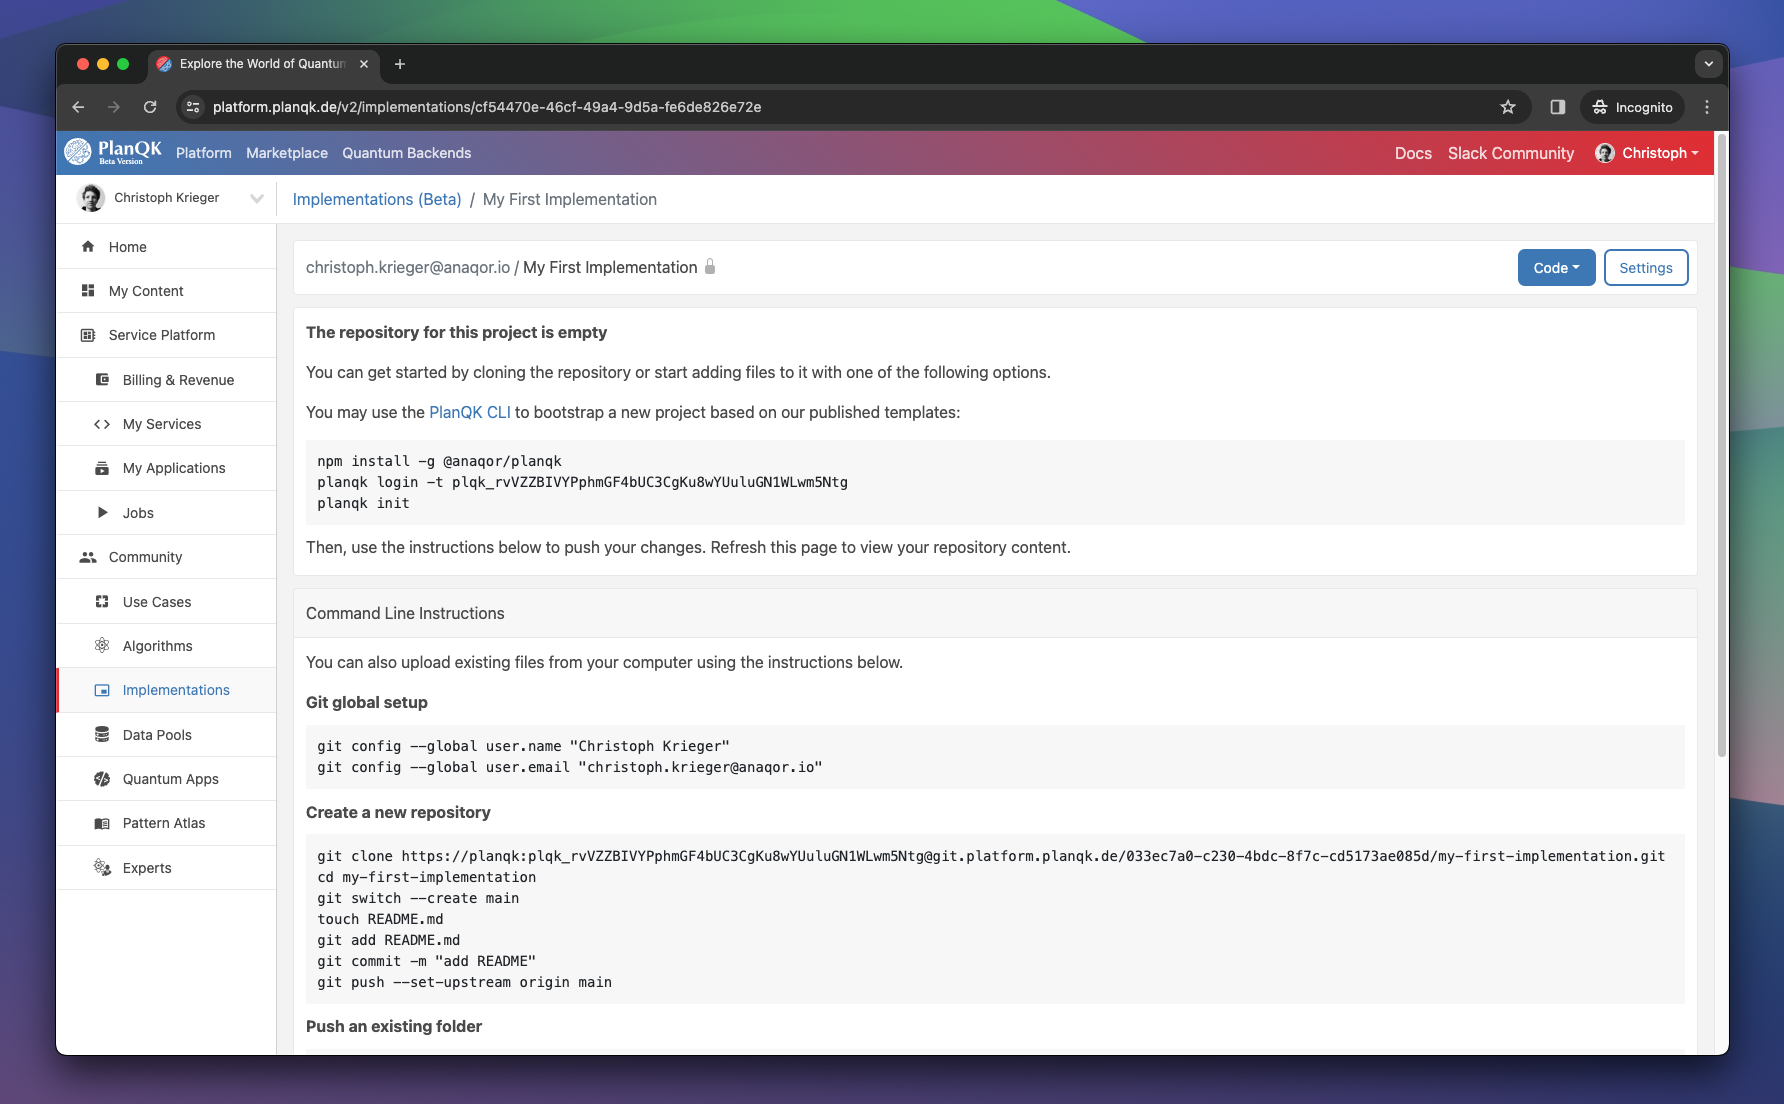 Explore the World of Quantum
platform.planqk.de/v2/implementations/cf54470e-46cf-49a4-9d5a-fe6de826e72e
Incognito
PlanQK
Beta Version
Platform
Marketplace
Quantum Backends
Docs
Slack Community
Christoph
Christoph Krieger
Implementations (Beta) / My First Implementation
Home
My Content
Service Platform
Billing & Revenue
My Services
My Applications
Jobs
Community
Use Cases
Algorithms
Implementations
Data Pools
Quantum Apps
Pattern Atlas
Experts
christoph.krieger@anaqor.io / My First Implementation
Code
Settings
The repository for this project is empty
You can get started by cloning the repository or start adding files to it with one of the following options.
You may use the PlanQK CLI to bootstrap a new project based on our published templates:
npm install -g @anaqor/planqk
planqk login -t plqk_rvVZZBIVYPphmGF4bUC3CgKu8wYUuluGN1WLwm5Ntg
planqk init
Then, use the instructions below to push your changes. Refresh this page to view your repository content.
Command Line Instructions
You can also upload existing files from your computer using the instructions below.
Git global setup
git config --global user.name "Christoph Krieger"
git config --global user.email "christoph.krieger@anaqor.io"
Create a new repository
git clone https://planqk:plqk_rvVZZBIVYPphmGF4bUC3CgKu8wYUuluGN1WLwm5Ntg@git.platform.planqk.de/033ec7a0-c230-4bdc-8f7c-cd5173ae085d/my-first-implementation.git
cd my-first-implementation
git switch --create main
touch README.md
git add README.md
git commit -m "add README"
git push --set-upstream origin main
Push an existing folder